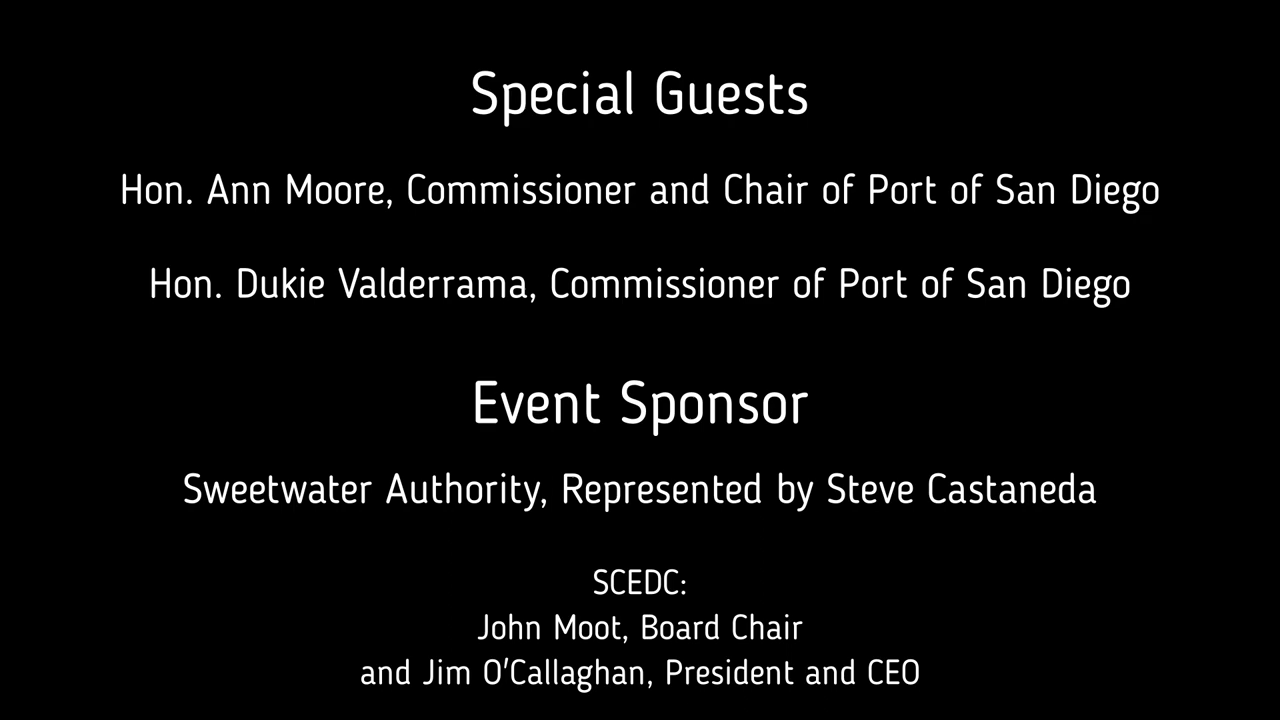 Special Guests
Hon. Ann Moore, Commissioner and Chair of Port of San Diego
Hon. Dukie Valderrama, Commissioner of Port of San Diego
Event Sponsor
Sweetwater Authority, Represented by Steve Castaneda
SCEDC:
John Moot, Board Chair
and Jim O'Callaghan, President and CEO